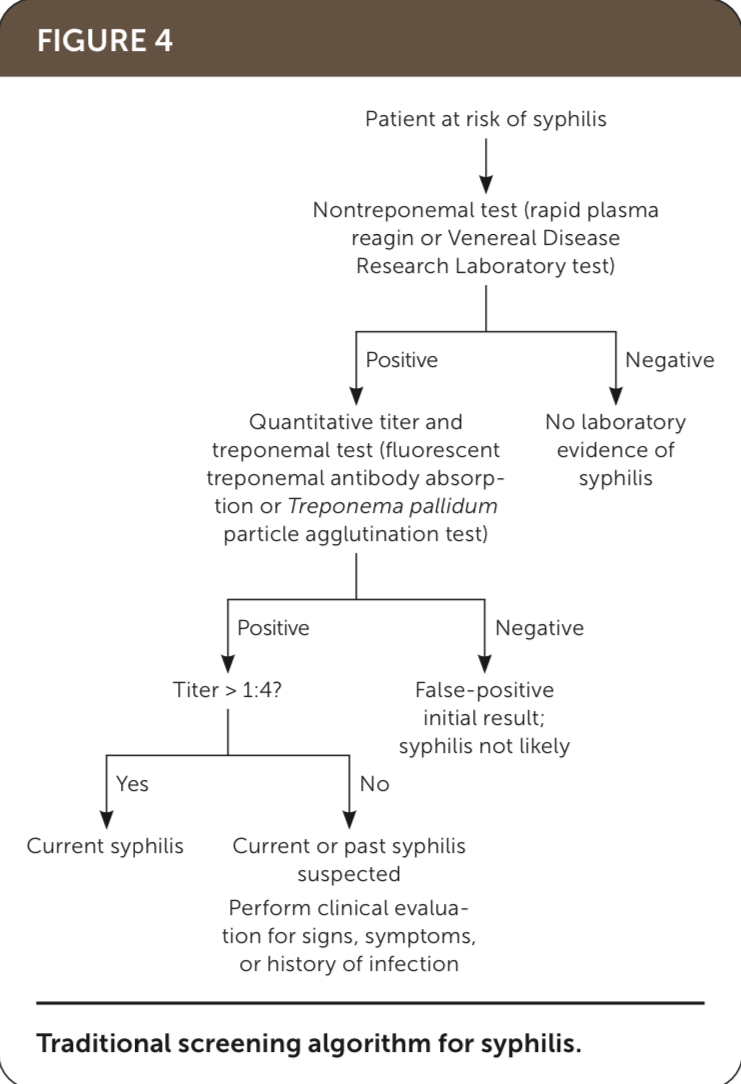 FIGURE 4
Patient at risk of syphilis
Nontreponemal test (rapid plasma
reagin or Venereal Disease
Research Laboratory test)
Positive
Negative
Quantitative titer and
treponemal test (fluorescent
treponemal antibody absorp-
tion or Treponema pallidum
particle agglutination test)
No laboratory
evidence of
syphilis
Positive
Negative
Titer > 1:4?
False-positive
initial result;
syphilis not likely
Yes
No
Current syphilis
Current or past syphilis
suspected
Perform clinical evalua-
tion for signs, symptoms,
or history of infection
Traditional screening algorithm for syphilis.